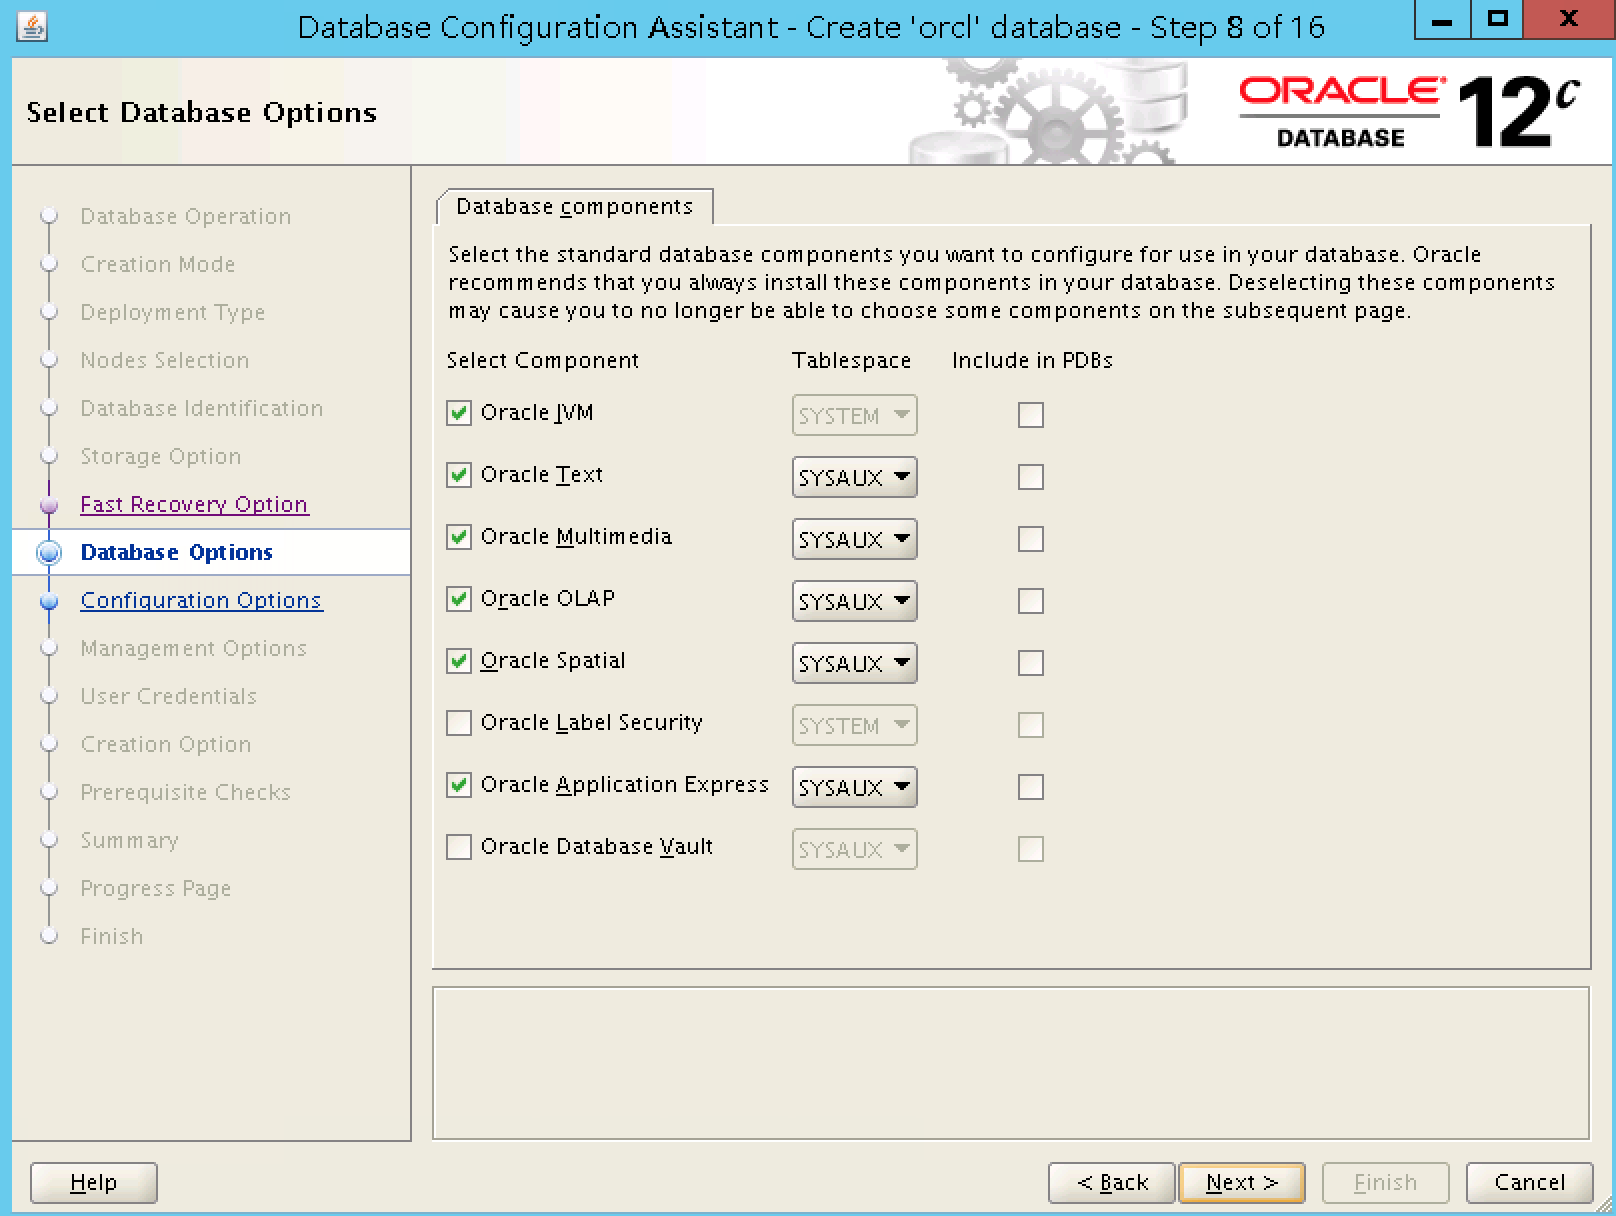 Database Configuration Assistant - Create 'orcl' database - Step 8 of 16
Select Database Options
ORACLE
DATABASE
12c
Database Operation
Creation Mode
Deployment Type
Nodes Selection
Database Identification
Storage Option
Fast Recovery Option
Database Options
Configuration Options
Management Options
User Credentials
Creation Option
Prerequisite Checks
Summary
Progress Page
Finish
Database components
Select the standard database components you want to configure for use in your database. Oracle
recommends that you always install these components in your database. Deselecting these components
may cause you to no longer be able to choose some components on the subsequent page.
Select Component Tablespace Include in PDBs
Oracle JVM SYSTEM
Oracle Text SYSAUX
Oracle Multimedia SYSAUX
Oracle OLAP SYSAUX
Oracle Spatial SYSAUX
Oracle Label Security SYSTEM
Oracle Application Express SYSAUX
Oracle Database Vault SYSAUX
Help < Back Next > Finish Cancel